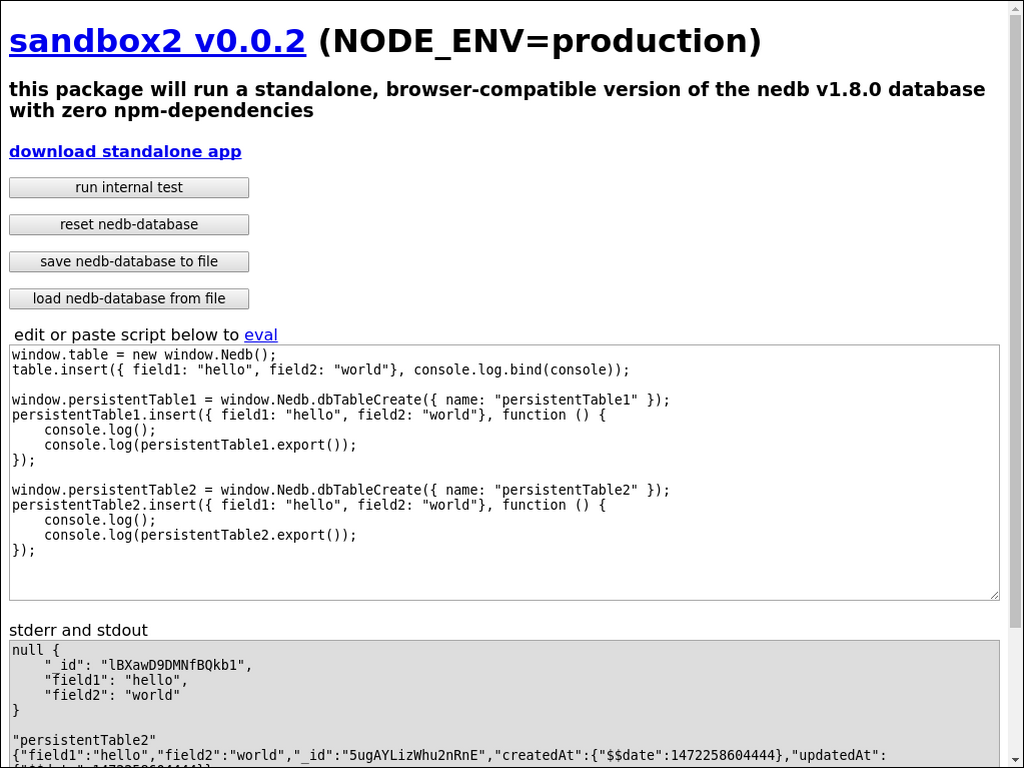 sandbox2 v0.0.2 (NODE_ENV=production)
this package will run a standalone, browser-compatible version of the nedb v1.8.0 database
with zero npm-dependencies
download standalone app
run internal test
reset nedb-database
save nedb-database to file
load nedb-database from file
edit or paste script below to eval
window.table = new window.Nedb();
table.insert({ field1: "hello", field2: "world"}, console.log.bind(console));
window.persistentTable1 = window.Nedb.dbTableCreate({ name: "persistentTable1" });
persistentTable1.insert({ field1: "hello", field2: "world"}, function () {
    console.log();
    console.log(persistentTable1.export());
});
window.persistentTable2 = window.Nedb.dbTableCreate({ name: "persistentTable2" });
persistentTable2.insert({ field1: "hello", field2: "world"}, function () {
    console.log();
    console.log(persistentTable2.export());
});
stderr and stdout
null {
    "_id": "lBXawD9DMNfBQkb1",
    "field1": "hello",
    "field2": "world"
}
"persistentTable2"
{"field1":"hello","field2":"world","_id":"5ugAYLizWhu2nRnE","createdAt":{"$$date":1472258604444},"updatedAt":